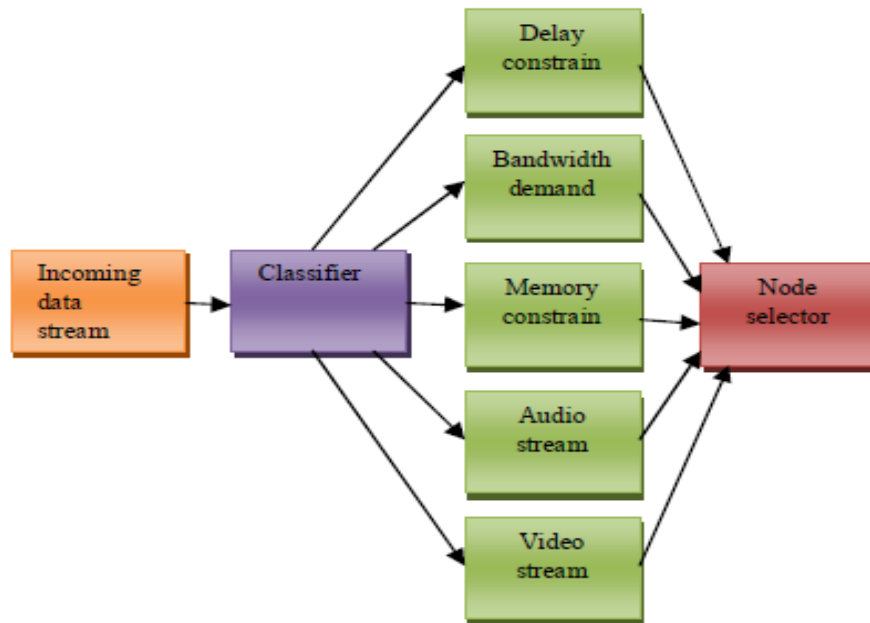 Delay
constrain
Bandwidth
demand
Incoming
data
stream
Classifier
Memory
constrain
Node
selector
Audio
stream
Video
stream